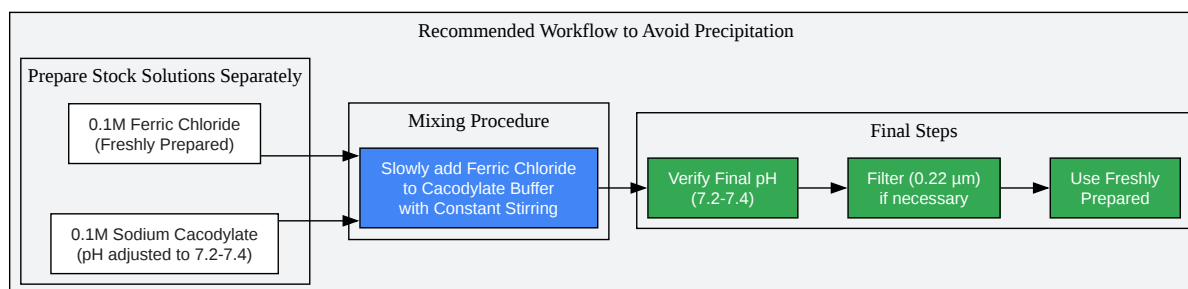 Recommended Workflow to Avoid Precipitation
Prepare Stock Solutions Separately
0.1M Ferric Chloride
(Freshly Prepared)
0.1M Sodium Cacodylate
(pH adjusted to 7.2-7.4)
Mixing Procedure
Slowly add Ferric Chloride
to Cacodylate Buffer
with Constant Stirring
Final Steps
Verify Final pH
(7.2-7.4)
Filter (0.22 µm)
if necessary
Use Freshly
Prepared